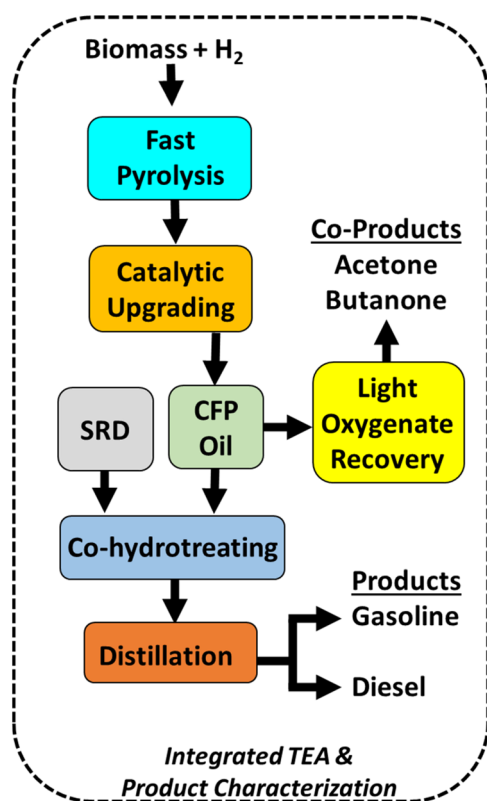 Biomass + H₂
Fast
Pyrolysis
Catalytic
Upgrading
Co-Products
Acetone
Butanone
SRD
CFP
Oil
Light
Oxygenate
Recovery
Co-hydrotreating
Distillation
Products
Gasoline
Diesel
Integrated TEA &
Product Characterization